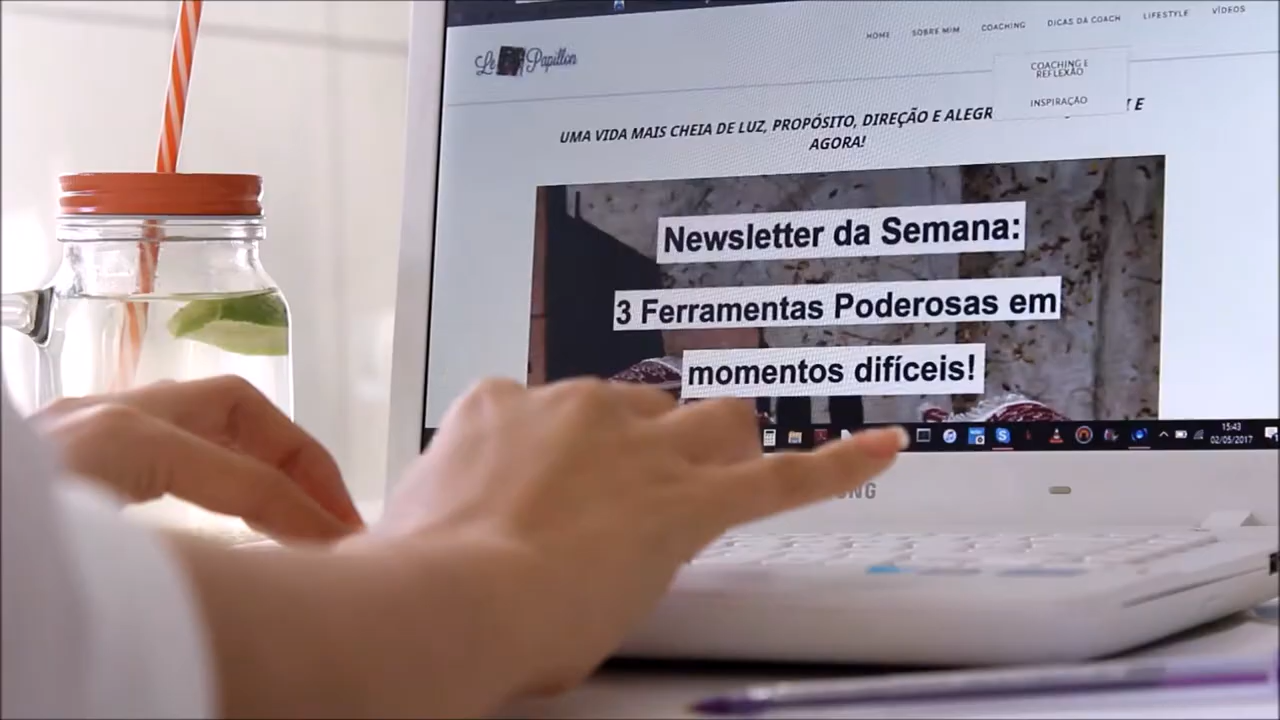 Le Papillon
HOME SOBRE MIM COACHING DICAS DA COACH LIFESTYLE VÍDEOS
COACHING E
REFLEXÃO
INSPIRAÇÃO
UMA VIDA MAIS CHEIA DE LUZ, PROPÓSITO, DIREÇÃO E ALEGR E
AGORA!
Newsletter da Semana:
3 Ferramentas Poderosas em
momentos difíceis!
15:43
02/05/2017
NG